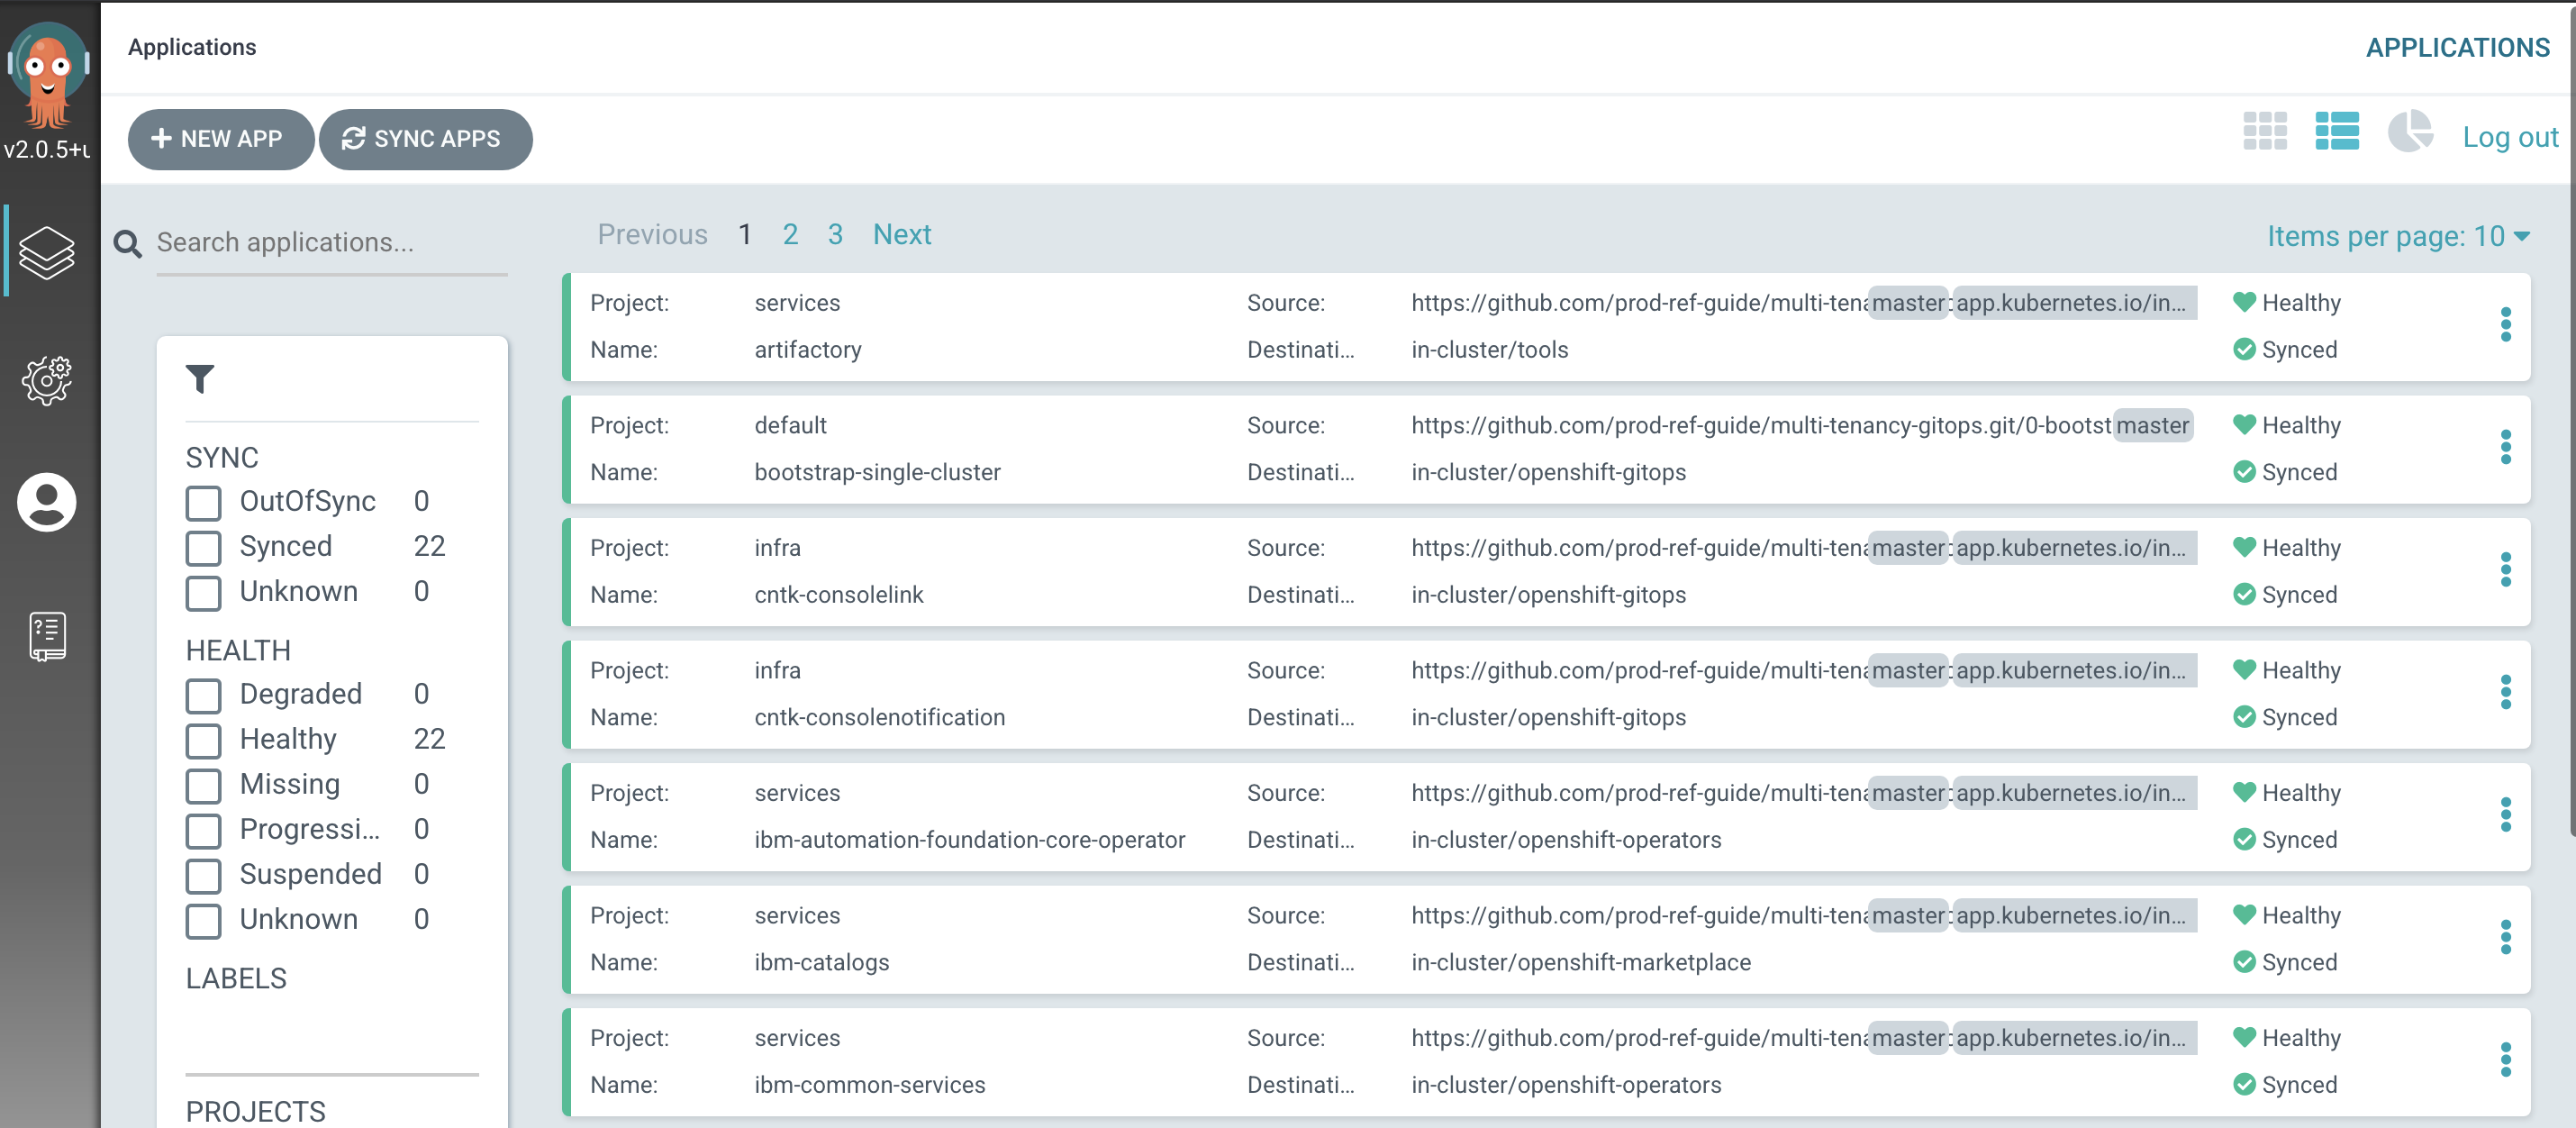 Applications
APPLICATIONS
v2.0.5+u
NEW APP
SYNC APPS
Log out
Search applications...
SYNC
OutOfSync 0
Synced 22
Unknown 0
HEALTH
Degraded 0
Healthy 22
Missing 0
Progressi... 0
Suspended 0
Unknown 0
LABELS
PROJECTS
Previous 1 2 3 Next
Items per page: 10
Project: services Source: https://github.com/prod-ref-guide/multi-tena master app.kubernetes.io/in... Healthy
Name: artifactory Destinati... in-cluster/tools Synced
Project: default Source: https://github.com/prod-ref-guide/multi-tenancy-gitops.git/0-bootst master Healthy
Name: bootstrap-single-cluster Destinati... in-cluster/openshift-gitops Synced
Project: infra Source: https://github.com/prod-ref-guide/multi-tena master app.kubernetes.io/in... Healthy
Name: cntk-consolelink Destinati... in-cluster/openshift-gitops Synced
Project: infra Source: https://github.com/prod-ref-guide/multi-tena master app.kubernetes.io/in... Healthy
Name: cntk-consolenotification Destinati... in-cluster/openshift-gitops Synced
Project: services Source: https://github.com/prod-ref-guide/multi-tena master app.kubernetes.io/in... Healthy
Name: ibm-automation-foundation-core-operator Destinati... in-cluster/openshift-operators Synced
Project: services Source: https://github.com/prod-ref-guide/multi-tena master app.kubernetes.io/in... Healthy
Name: ibm-catalogs Destinati... in-cluster/openshift-marketplace Synced
Project: services Source: https://github.com/prod-ref-guide/multi-tena master app.kubernetes.io/in... Healthy
Name: ibm-common-services Destinati... in-cluster/openshift-operators Synced